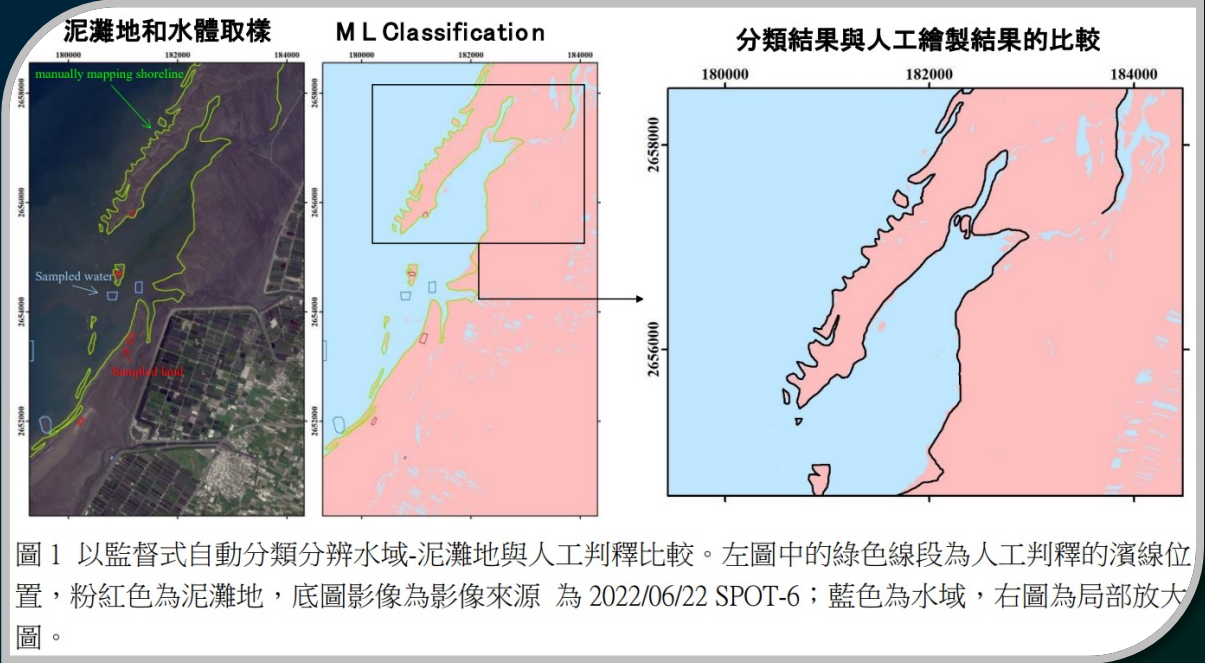 泥灘地和水體取樣
180000 182000 184000
2658000
2656000
2654000
2652000
manually mapping shoreline
Sampled water
Sampled land
ML Classification
180000 182000 184000
2658000
2656000
2654000
2652000
分類結果與人工繪製結果的比較
180000 182000 184000
2658000
2656000
圖 1 以監督式自動分類分辨水域-泥灘地與人工判釋比較。左圖中的綠色線段為人工判釋的濱線位
置，粉紅色為泥灘地，底圖影像為影像來源 為 2022/06/22 SPOT-6；藍色為水域，右圖為局部放大
圖。